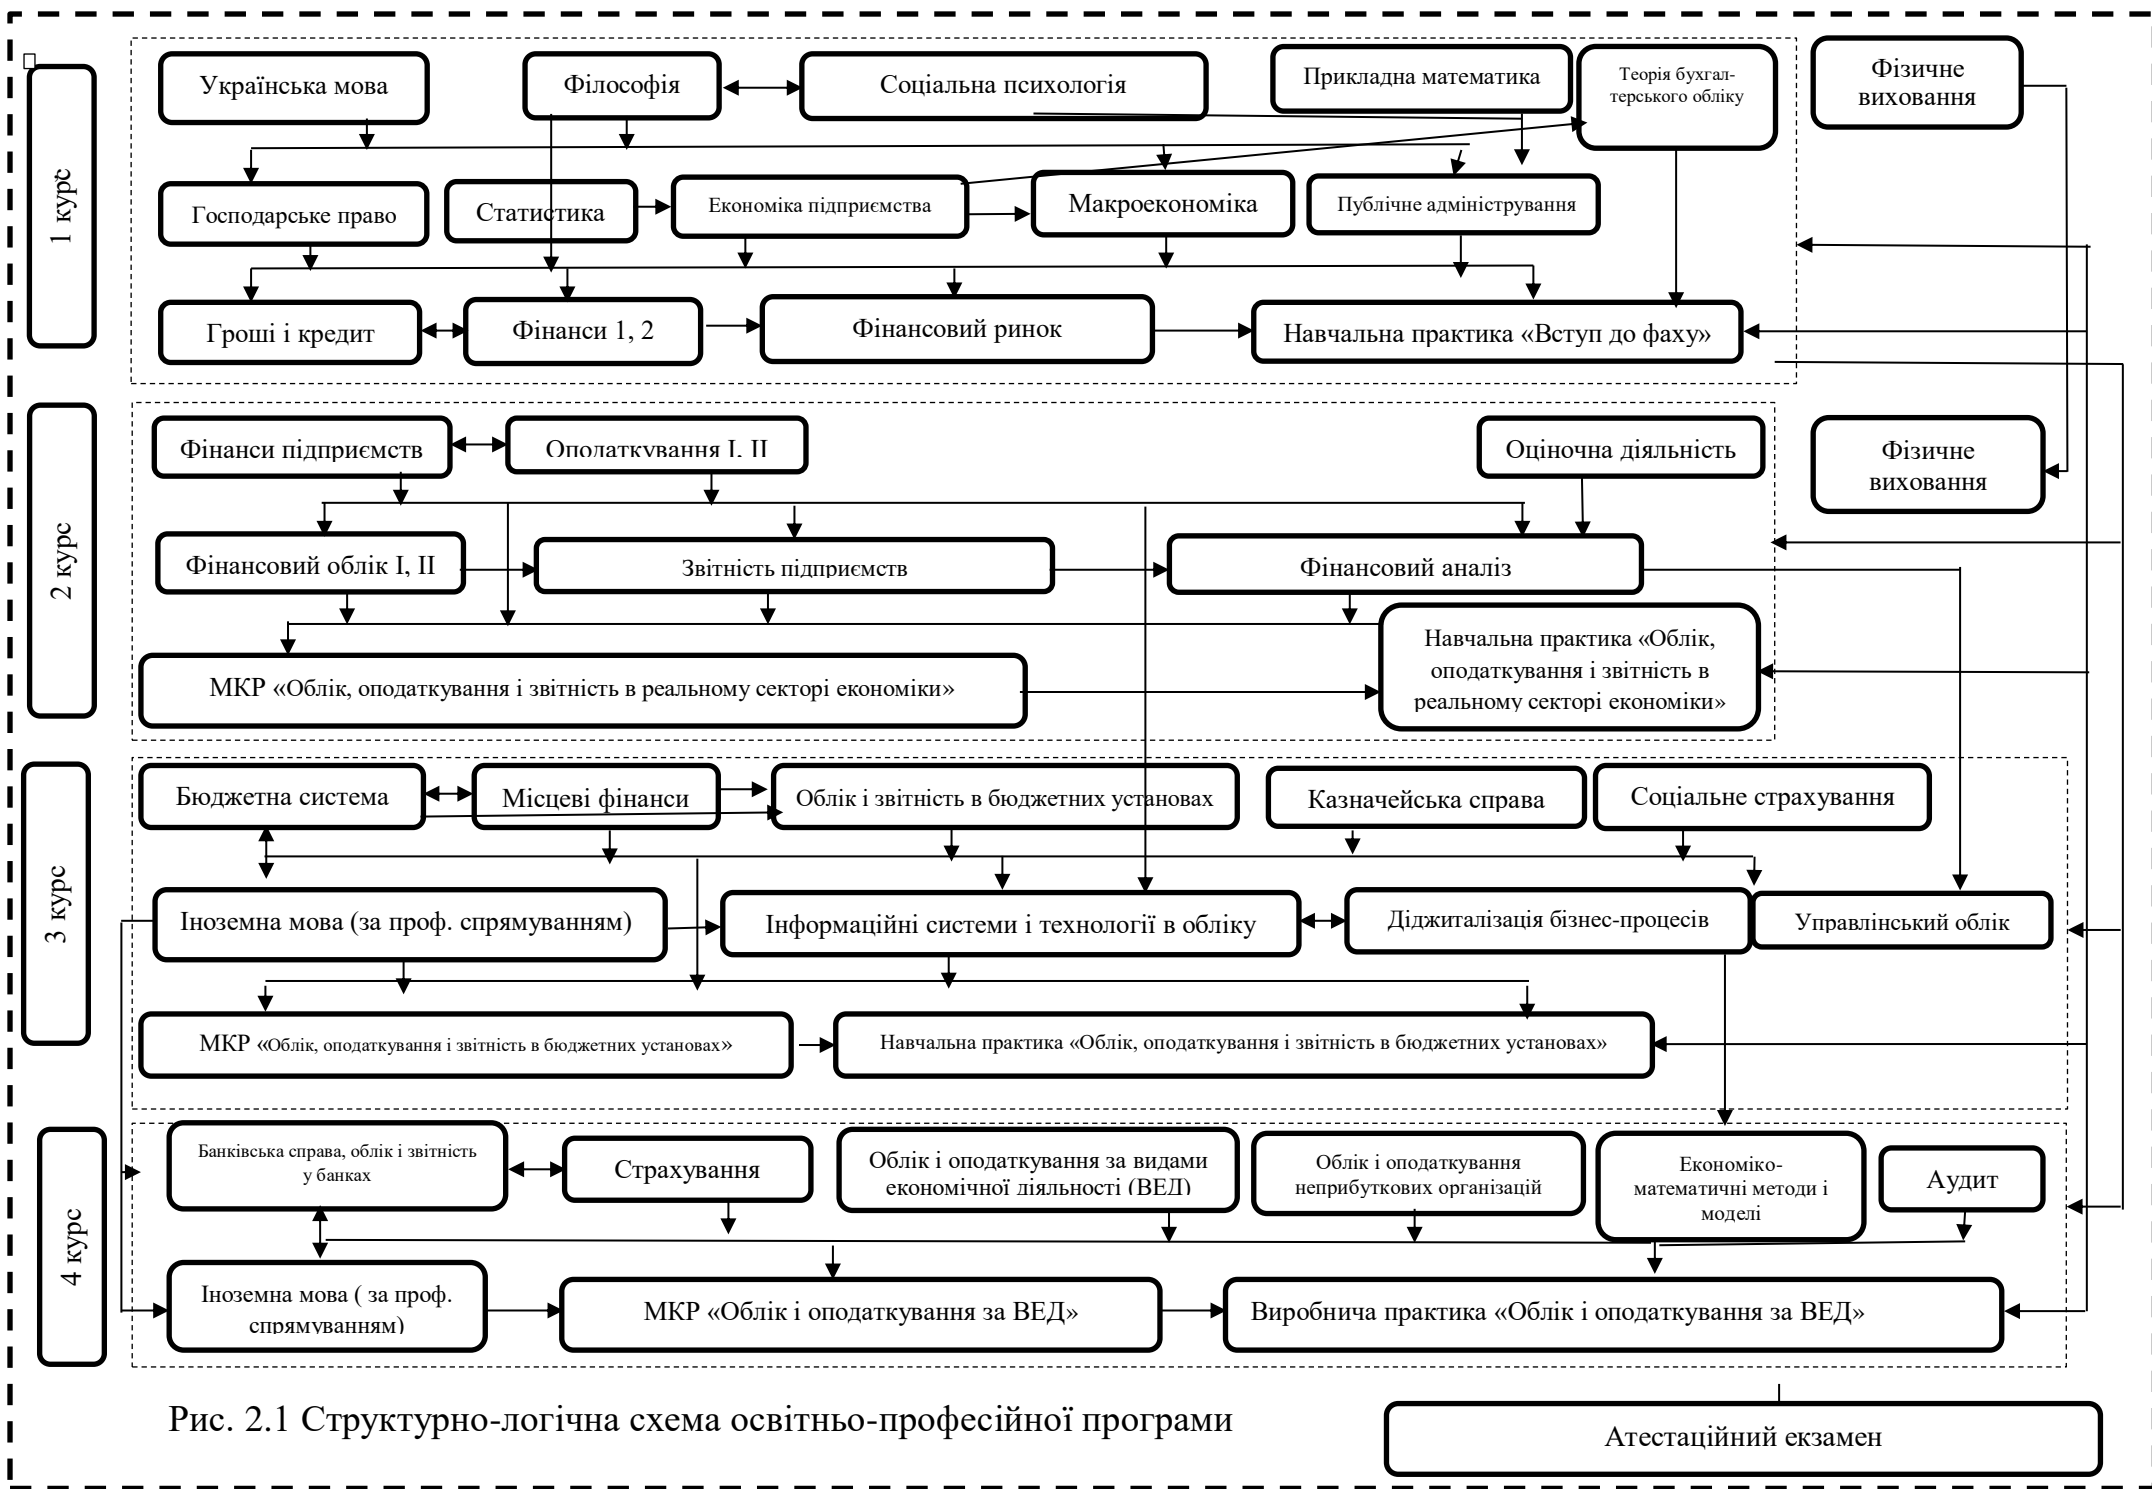 1 курс
Українська мова
Філософія
Соціальна психологія
Прикладна математика
Теорія бухгал-
терського обліку
Фізичне
виховання
Господарське право
Статистика
Економіка підприємства
Макроекономіка
Публічне адміністрування
Гроші і кредит
Фінанси 1, 2
Фінансовий ринок
Навчальна практика «Вступ до фаху»
2 курс
Фінанси підприємств
Оподаткування І, ІІ
Оціночна діяльність
Фізичне
виховання
Фінансовий облік І, ІІ
Звітність підприємств
Фінансовий аналіз
МКР «Облік, оподаткування і звітність в реальному секторі економіки»
Навчальна практика «Облік,
оподаткування і звітність в
реальному секторі економіки»
3 курс
Бюджетна система
Місцеві фінанси
Облік і звітність в бюджетних установах
Казначейська справа
Соціальне страхування
Іноземна мова (за проф. спрямуванням)
Інформаційні системи і технології в обліку
Діджиталізація бізнес-процесів
Управлінський облік
МКР «Облік, оподаткування і звітність в бюджетних установах»
Навчальна практика «Облік, оподаткування і звітність в бюджетних установах»
4 курс
Банківська справа, облік і звітність
у банках
Страхування
Облік і оподаткування за видами
економічної діяльності (ВЕД)
Облік і оподаткування
неприбуткових організацій
Економіко-
математичні методи і
моделі
Аудит
Іноземна мова ( за проф.
спрямуванням)
МКР «Облік і оподаткування за ВЕД»
Виробнича практика «Облік і оподаткування за ВЕД»
Рис. 2.1 Структурно-логічна схема освітньо-професійної програми
Атестаційний екзамен